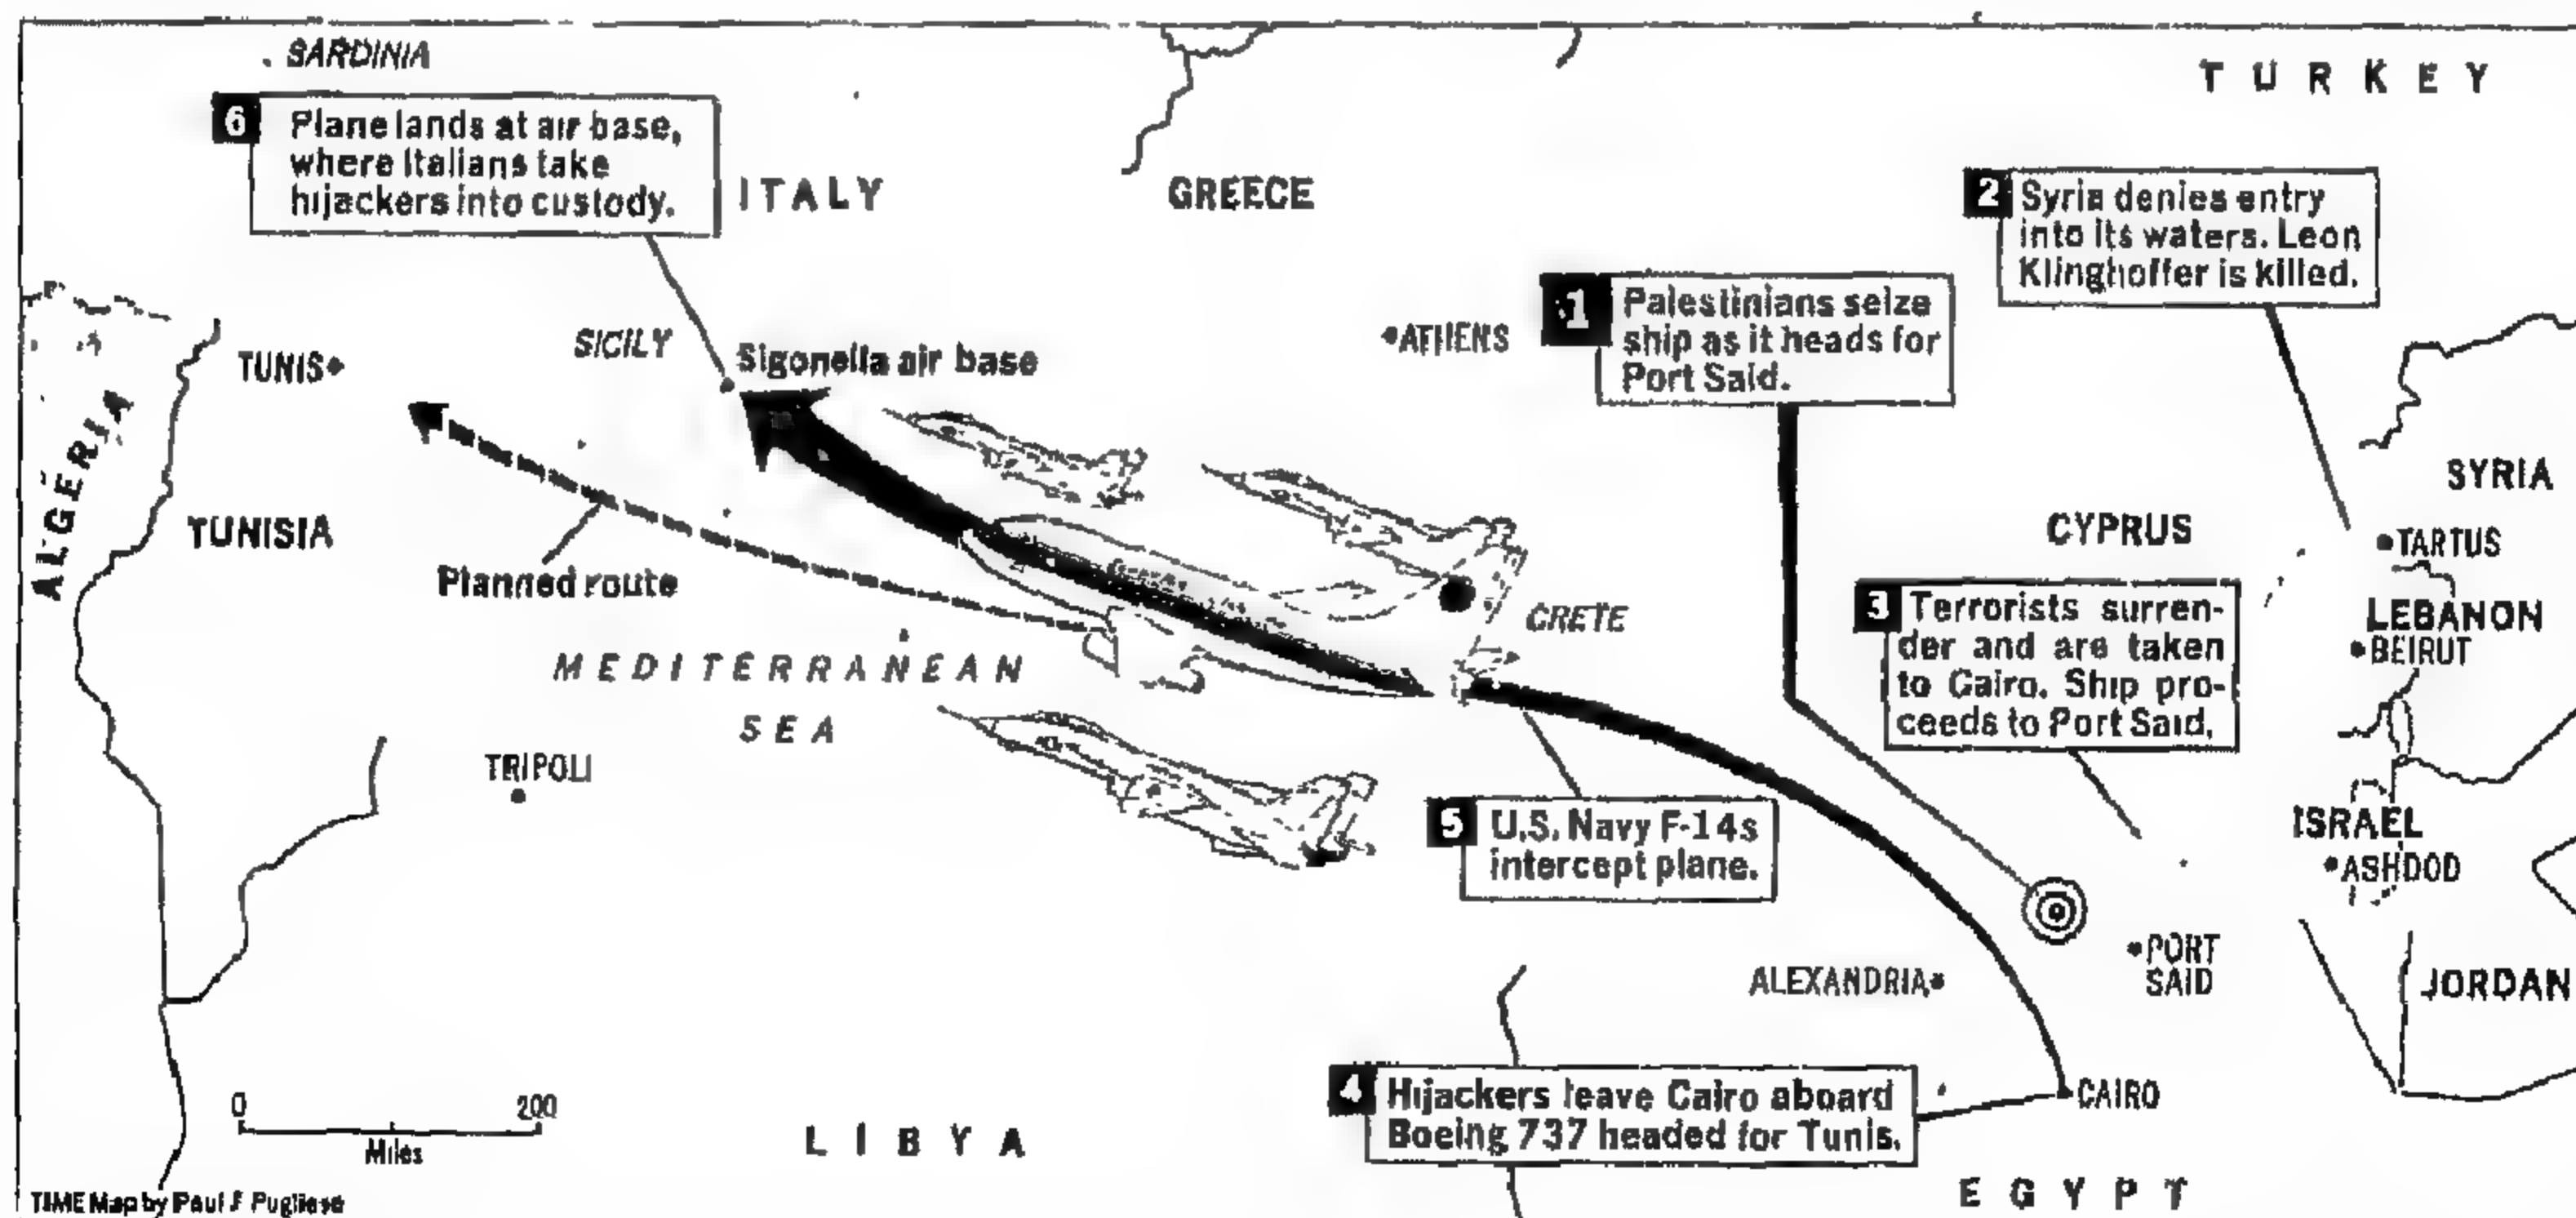 SARDINIA
TURKEY
6
Plane lands at air base,
where Italians take
hijackers into custody.
ITALY
GREECE
2
Syria denies entry
into its waters. Leon
Klinghoffer is killed.
1
Palestinians seize
ship as it heads for
Port Said.
TUNIS
SICILY
Sigonella air base
ATHENS
ALGERIA
TUNISIA
SYRIA
CYPRUS
TARTUS
Planned route
3
Terrorists surren-
der and are taken
to Cairo. Ship pro-
ceeds to Port Said.
CRETE
LEBANON
BEIRUT
MEDITERRANEAN
SEA
TRIPOLI
5
U.S. Navy F-14s
intercept plane.
ISRAEL
ASHDOD
PORT
SAID
ALEXANDRIA
JORDAN
4
Hijackers leave Cairo aboard
Boeing 737 headed for Tunis.
CAIRO
0 200
Miles
LIBYA
EGYPT
TIME Map by Paul J Pugliese